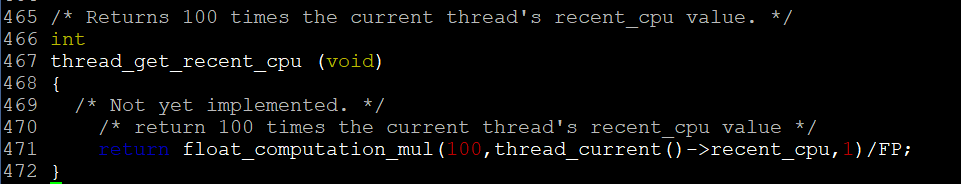 465 /* Returns 100 times the current thread's recent_cpu value. */
466 int
467 thread_get_recent_cpu (void)
468 {
469   /* Not yet implemented. */
470     /* return 100 times the current thread's recent_cpu value */
471     return float_computation_mul(100,thread_current()->recent_cpu,1)/FP;
472 }